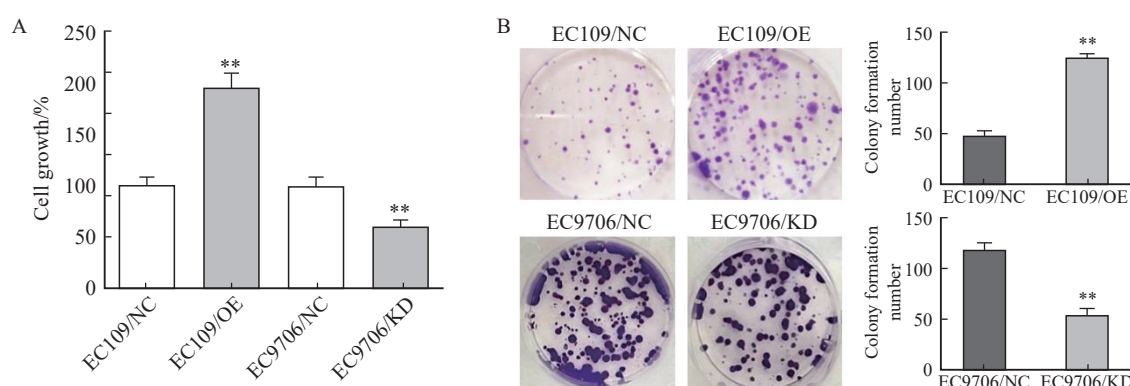 A
Cell growth/%
250
200
150
100
50
0
**
**
EC109/NC
EC109/OE
EC9706/NC
EC9706/KD
B
EC109/NC
EC109/OE
EC9706/NC
EC9706/KD
Colony formation
number
150
100
50
0
**
EC109/NC
EC109/OE
Colony formation
number
150
100
50
0
**
EC9706/NC
EC9706/KD